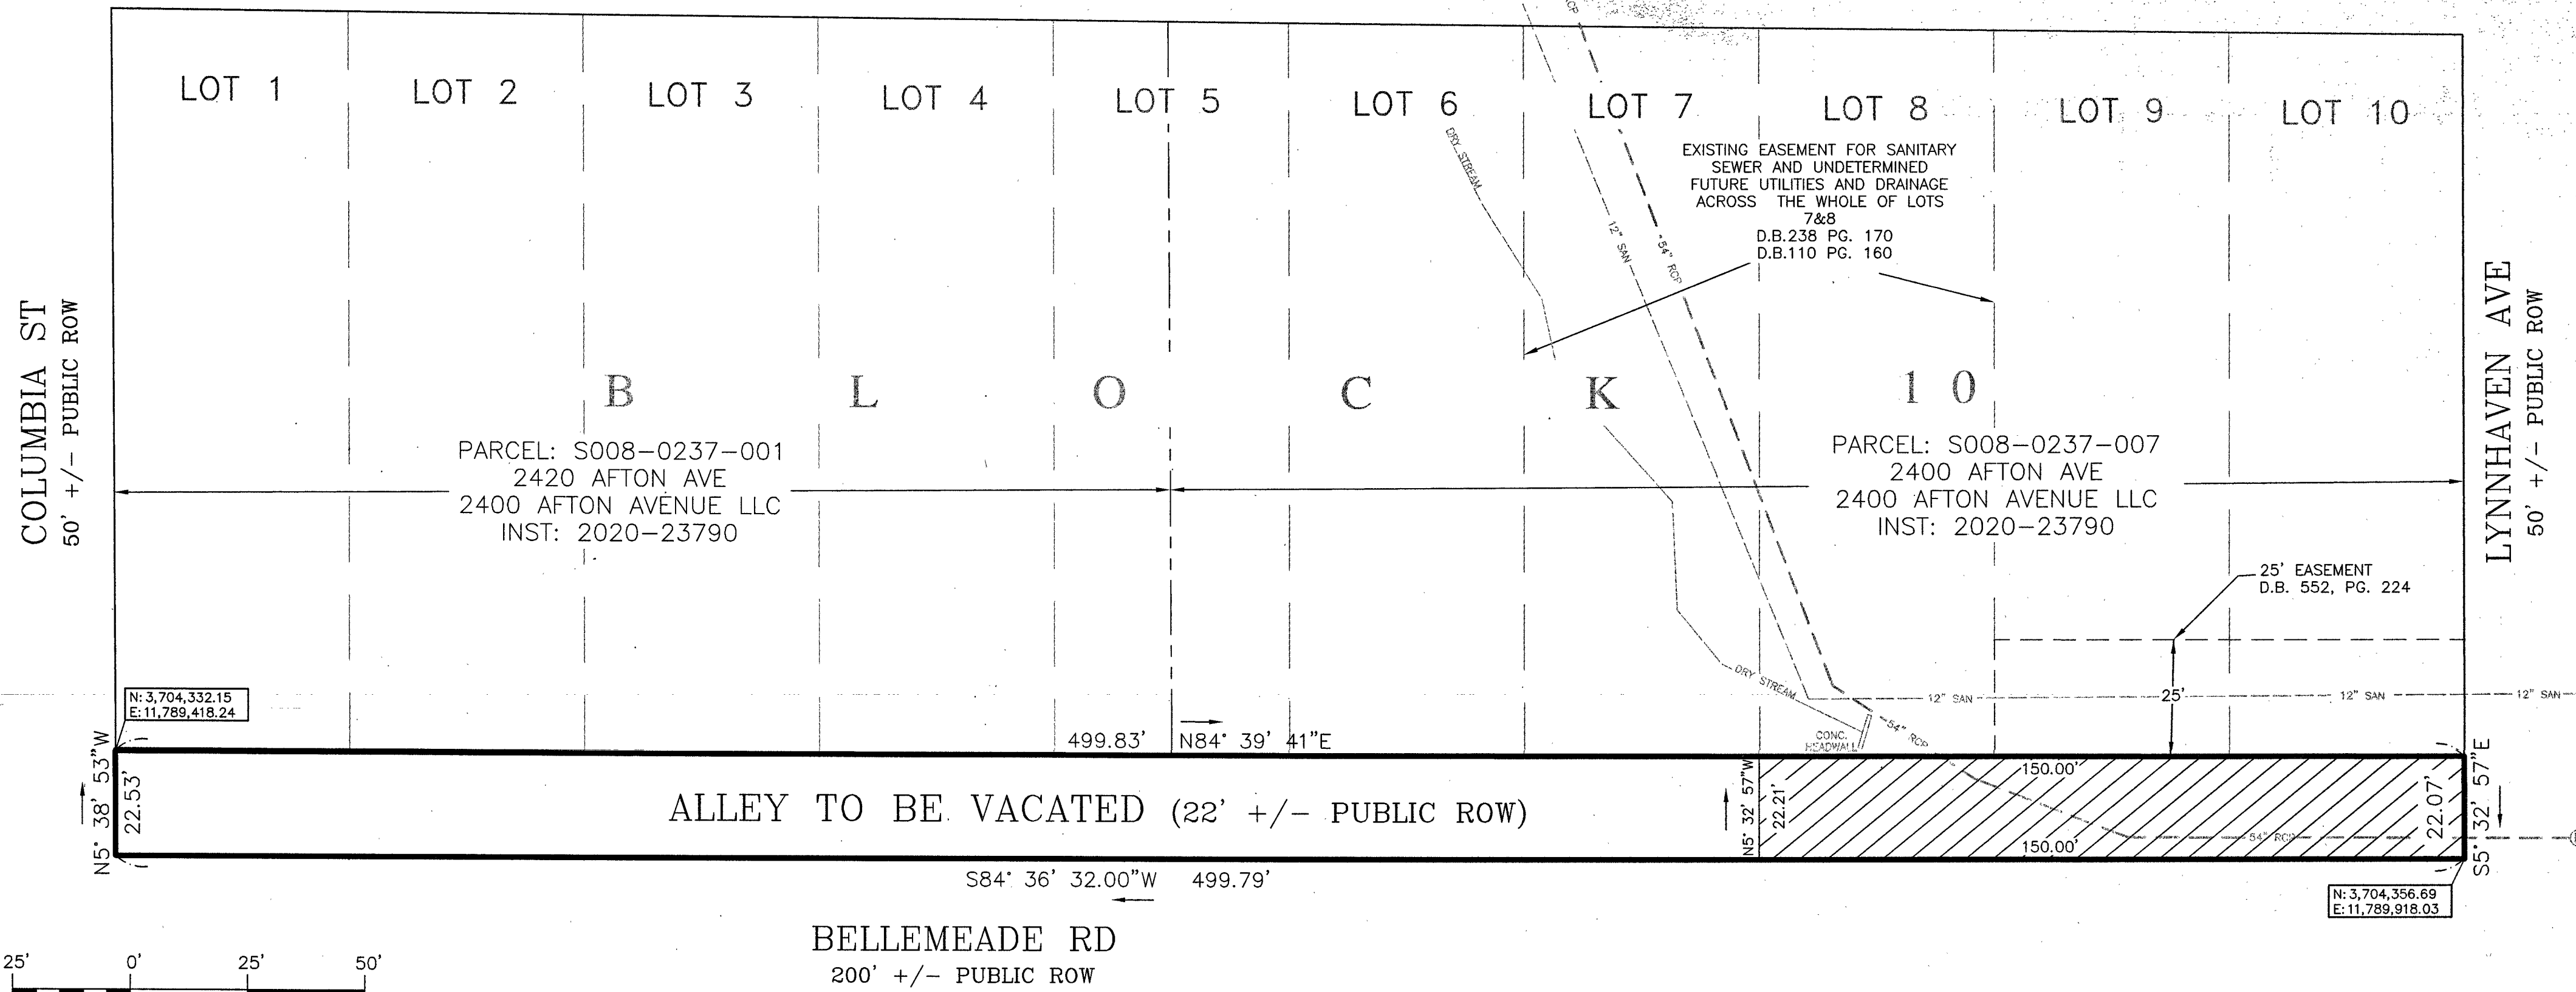 CP
LOT 1
LOT 2
LOT 3
LOT 4
LOT 5
LOT 6
LOT 7
LOT 8
LOT 9
LOT 10
DRY STREAM
12" SAN
54" RCP
EXISTING EASEMENT FOR SANITARY
SEWER AND UNDETERMINED
FUTURE UTILITIES AND DRAINAGE
ACROSS THE WHOLE OF LOTS
7&8
D.B.238 PG. 170
D.B.110 PG. 160
COLUMBIA ST
50' +/- PUBLIC ROW
LYNNHAVEN AVE
50' +/- PUBLIC ROW
B L O C K 10
PARCEL: S008-0237-001
2420 AFTON AVE
2400 AFTON AVENUE LLC
INST: 2020-23790
PARCEL: S008-0237-007
2400 AFTON AVE
2400 AFTON AVENUE LLC
INST: 2020-23790
25' EASEMENT
D.B. 552, PG. 224
N: 3,704,332.15
E: 11,789,418.24
DRY STREAM
12" SAN
25'
12" SAN
12" SAN
54" RCP
CONC.
HEADWALL
499.83'
N84° 39' 41"E
N5° 38' 53"W
22.53'
ALLEY TO BE VACATED (22' +/- PUBLIC ROW)
N5° 32' 57"W
22.21'
150.00'
150.00'
54" RCP
22.07'
S5° 32' 57"E
S84° 36' 32.00"W 499.79'
N: 3,704,356.69
E: 11,789,918.03
BELLEMEADE RD
200' +/- PUBLIC ROW
25' 0' 25' 50'